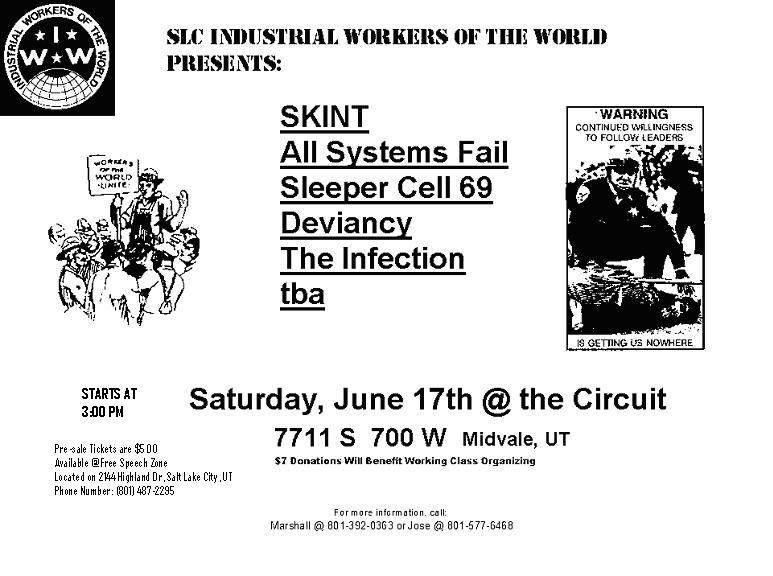 INDUSTRIAL WORKERS OF THE WORLD
I
W W
SLC INDUSTRIAL WORKERS OF THE WORLD
PRESENTS:
SKINT
All Systems Fail
Sleeper Cell 69
Deviancy
The Infection
tba
WORKERS
OF THE
WORLD
UNITE
WARNING
CONTINUED WILLINGNESS
TO FOLLOW LEADERS
IS GETTING US NOWHERE
STARTS AT
3:00 PM
Saturday, June 17th @ the Circuit
7711 S 700 W Midvale, UT
$7 Donations Will Benefit Working Class Organizing
Pre-sale Tickets are $5.00
Available @Free Speech Zone
Located on 2144 Highland Dr, Salt Lake City, UT
Phone Number: (801) 487-2295
For more information. call:
Marshall @ 801-392-0363 or Jose @ 801-577-6468